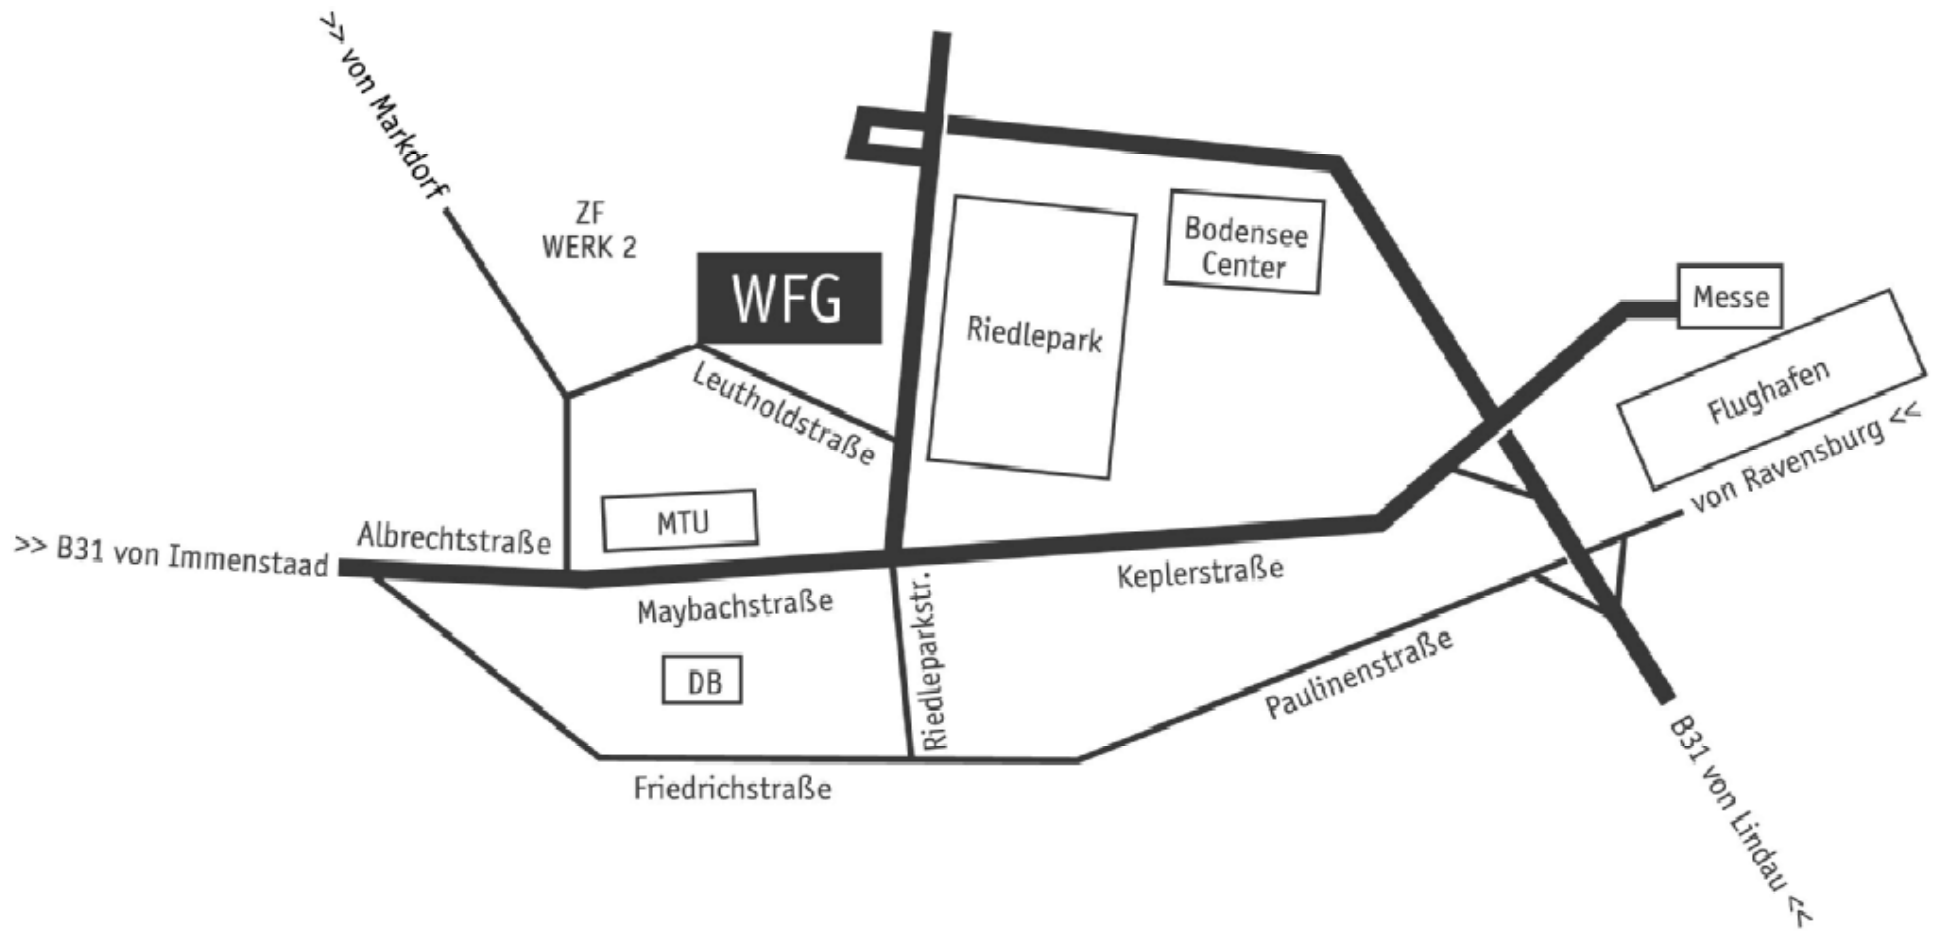 >> von Markdorf
ZF
WERK 2
WFG
Bodensee
Center
Messe
Riedlepark
Flughafen
Leutholdstraße
von Ravensburg <<
MTU
Albrechtstraße
>> B31 von Immenstaad
Keplerstraße
Maybachstraße
Riedleparkstr.
Paulinenstraße
DB
Friedrichstraße
B31 von Lindau <<